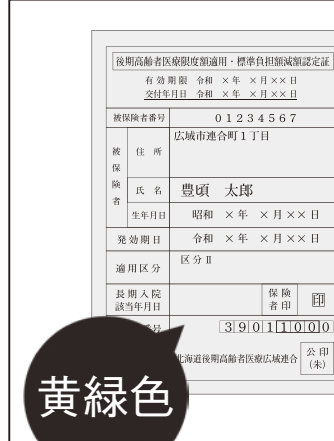 後期高齢者医療限度額適用・標準負担額減額認定証
有効期限 令和 ×年 ×月××日
交付年月日 令和 ×年 ×月××日
被保険者番号 01234567
被保険者
住所 広域市連合町1丁目
氏名 豊頃 太郎
生年月日 昭和 ×年 ×月××日
発効期日 令和 ×年 ×月××日
適用区分 区分Ⅱ
長期入院該当年月日 保険者印 印
番号 39011000
北海道後期高齢者医療広域連合 公印(未)
黄緑色